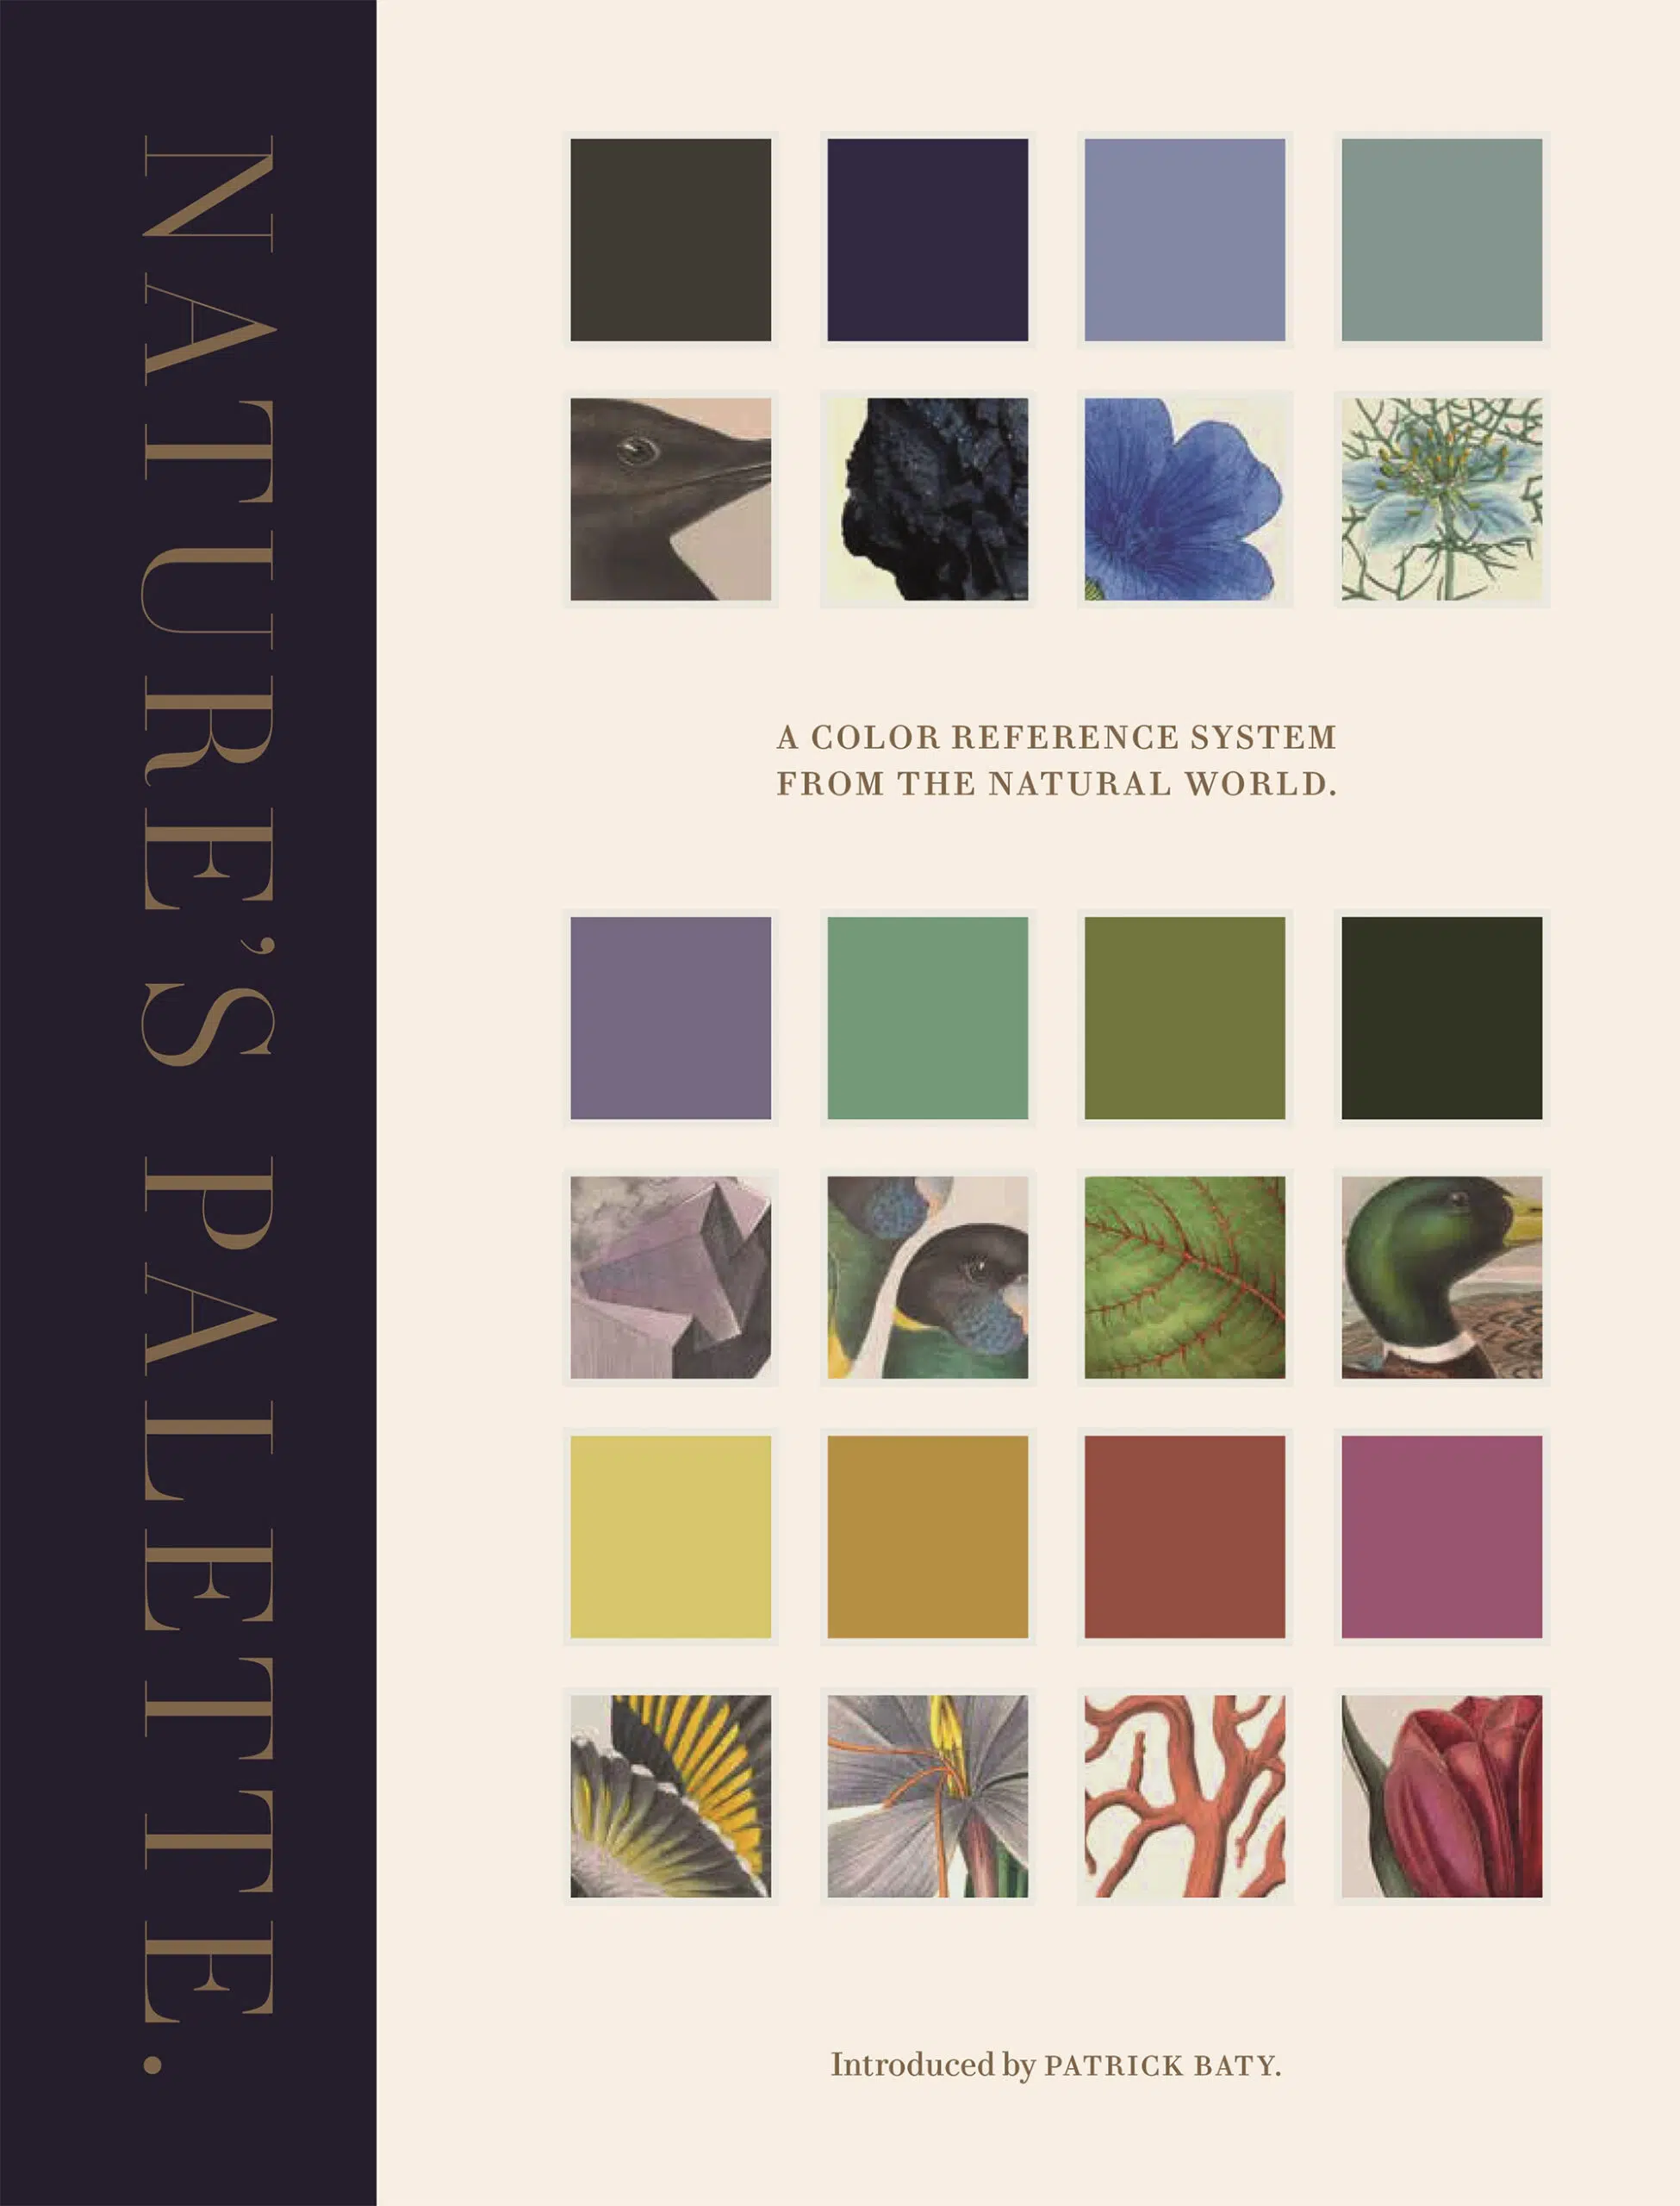 NATURE'S PALETTE.
A COLOR REFERENCE SYSTEM
FROM THE NATURAL WORLD.
Introduced by PATRICK BATY.